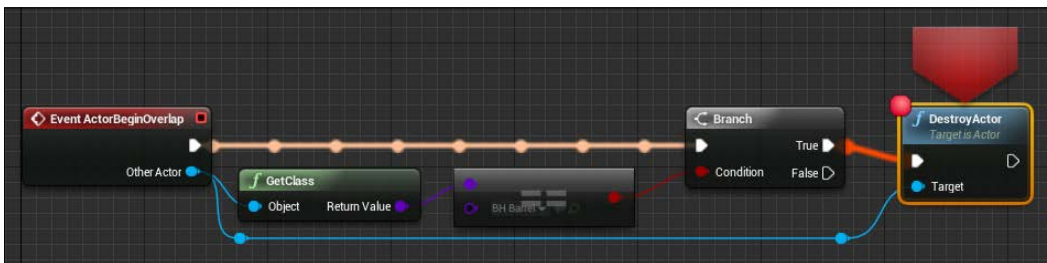 Event ActorBeginOverlap
Other Actor
f GetClass
Object Return Value
==
BH Barrel
Branch
True
Condition False
f DestroyActor
Target is Actor
Target